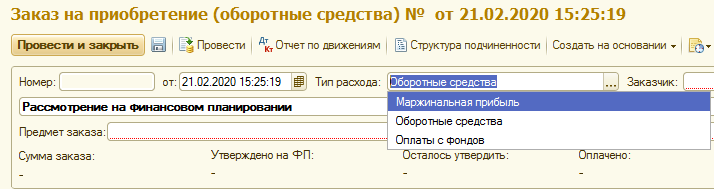 Заказ на приобретение (оборотные средства) № от 21.02.2020 15:25:19
Провести и закрыть Провести Дт Кт Отчет по движениям Структура подчиненности Создать на основании
Номер: от: 21.02.2020 15:25:19 Тип расхода: Оборотные средства ... Заказчик:
Маржинальная прибыль
Рассмотрение на финансовом планировании
Оборотные средства
Предмет заказа:
Оплаты с фондов
Сумма заказа: Утверждено на ФП: Осталось утвердить: Оплачено:
- - - -